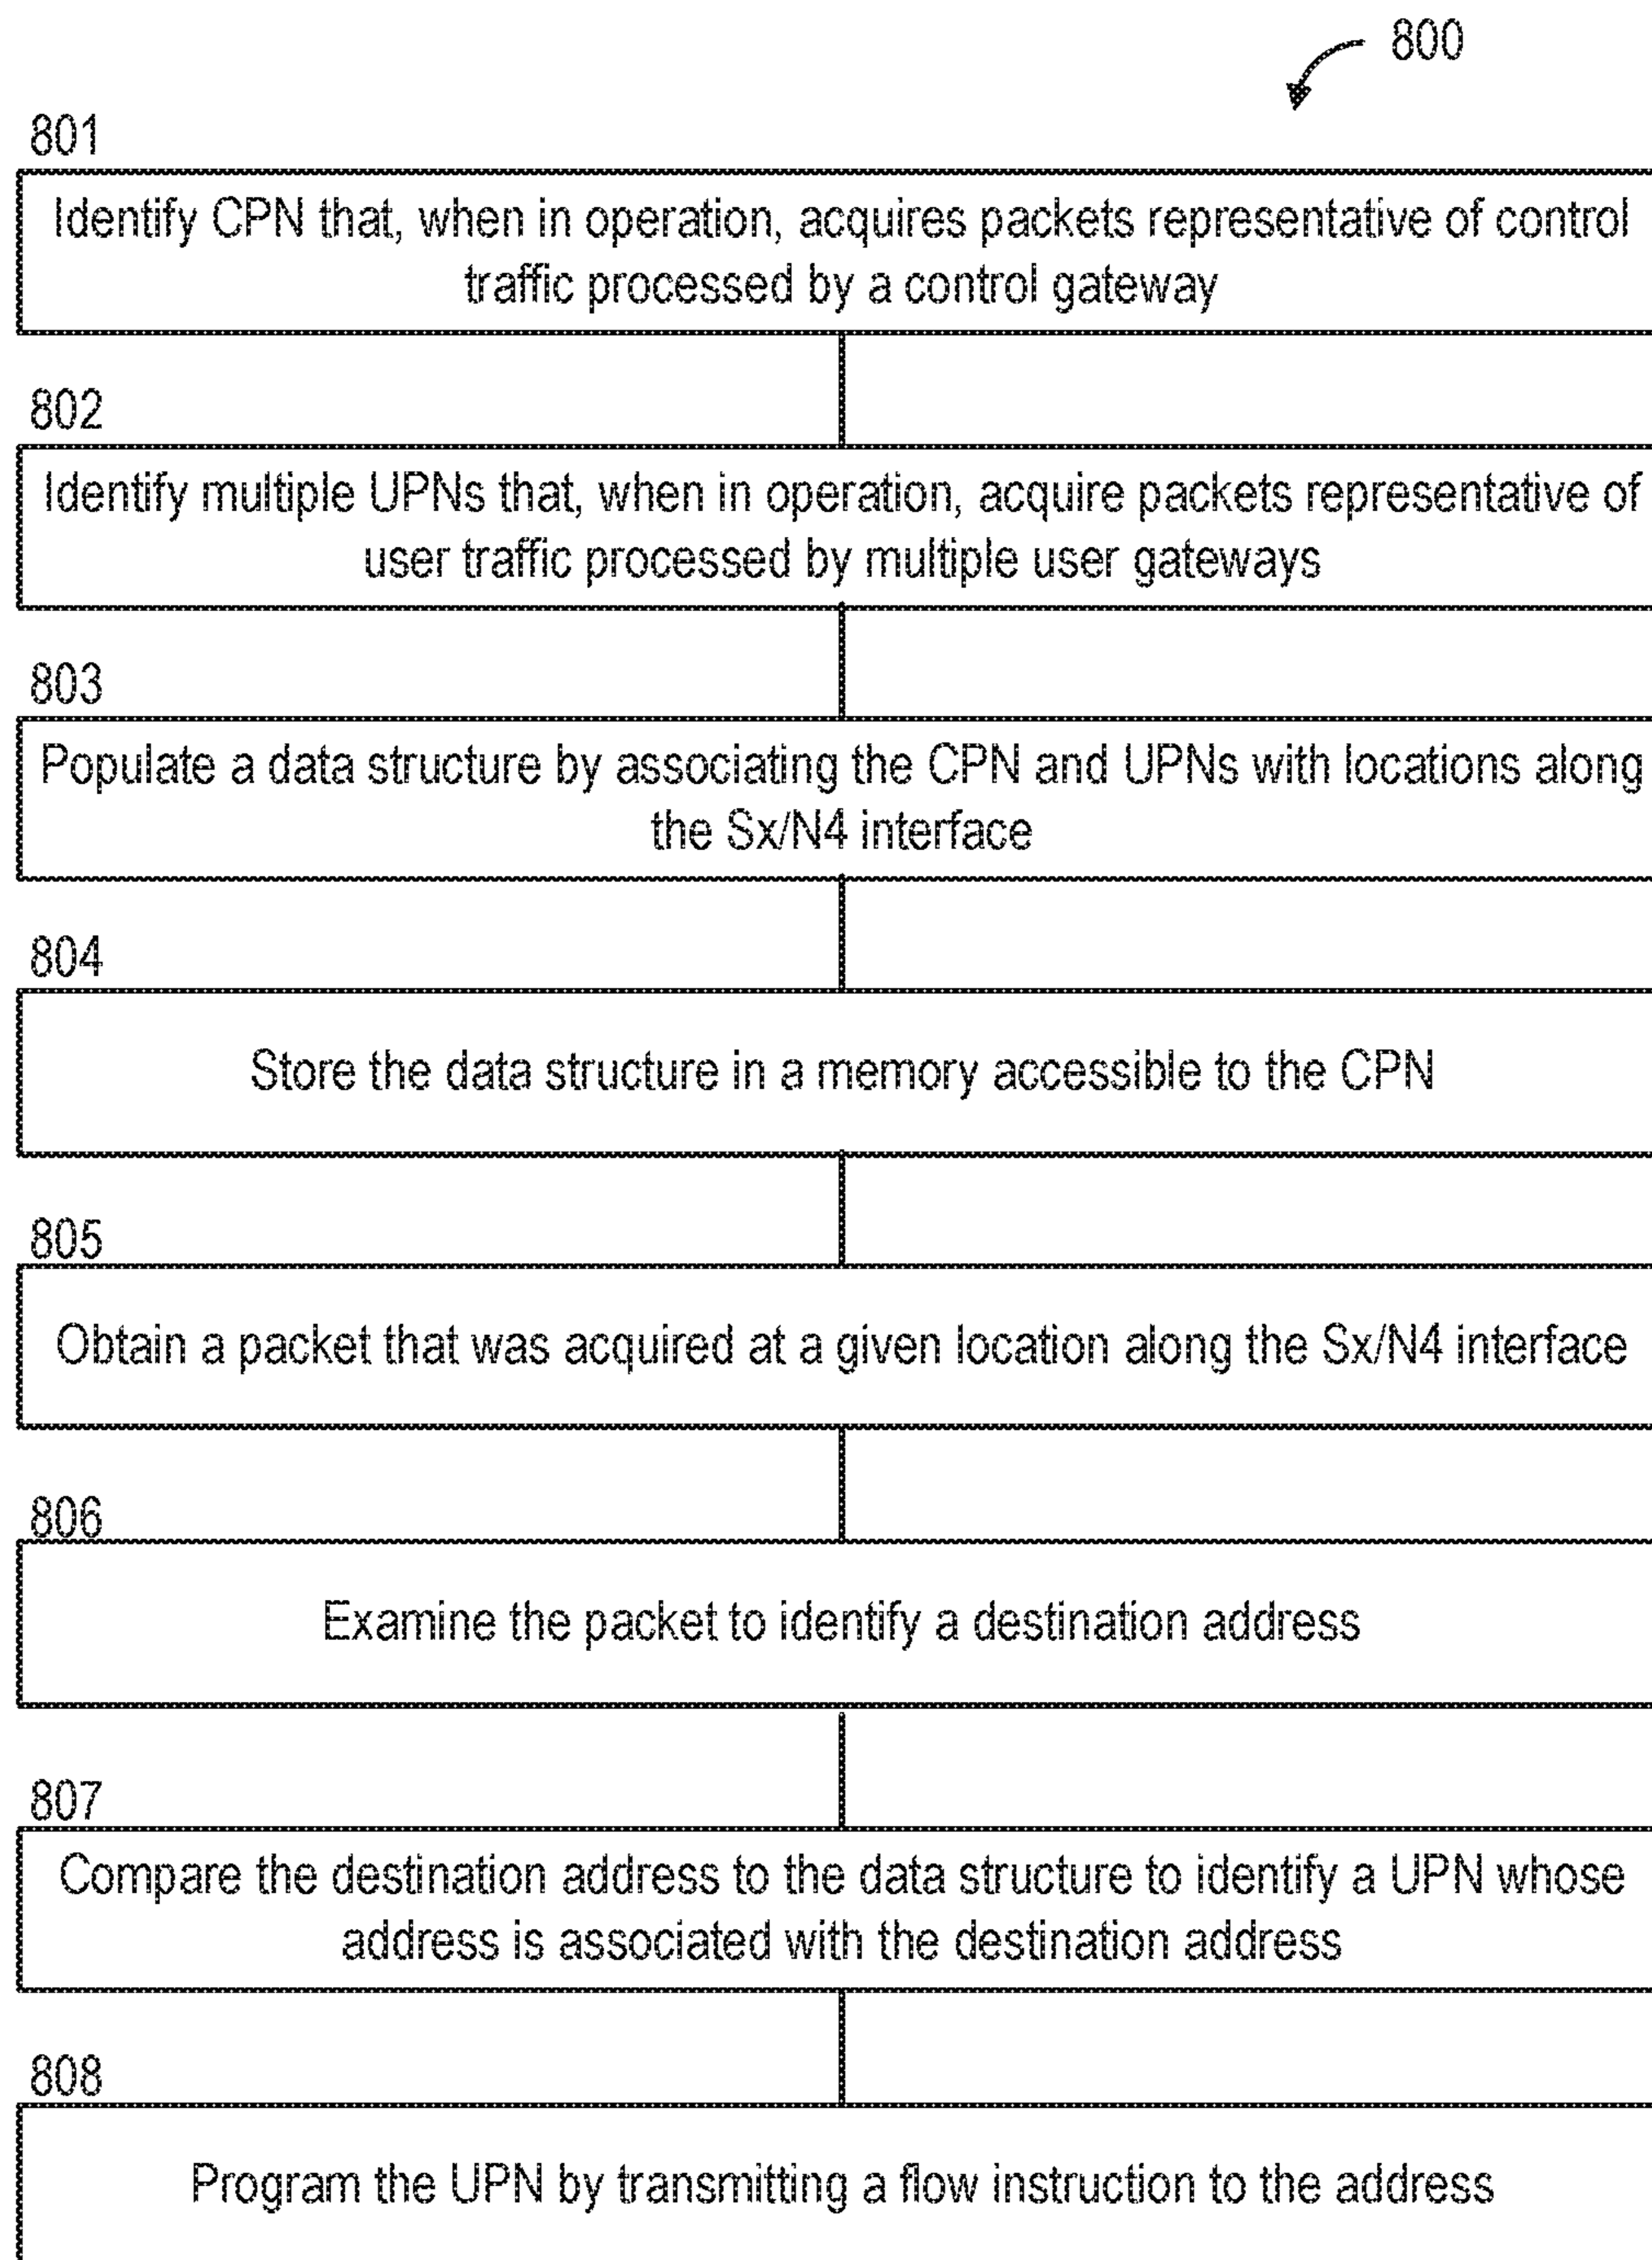 800
801
Identify CPN that, when in operation, acquires packets representative of control
traffic processed by a control gateway
802
Identify multiple UPNs that, when in operation, acquire packets representative of
user traffic processed by multiple user gateways
803
Populate a data structure by associating the CPN and UPNs with locations along
the Sx/N4 interface
804
Store the data structure in a memory accessible to the CPN
805
Obtain a packet that was acquired at a given location along the Sx/N4 interface
806
Examine the packet to identify a destination address
807
Compare the destination address to the data structure to identify a UPN whose
address is associated with the destination address
808
Program the UPN by transmitting a flow instruction to the address